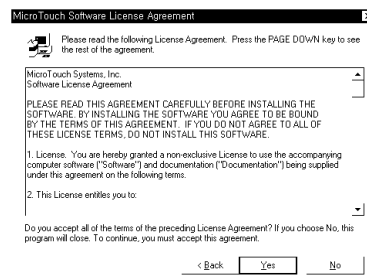 MicroTouch Software License Agreement
Please read the following License Agreement. Press the PAGE DOWN key to see
the rest of the agreement.
MicroTouch Systems, Inc.
Software License Agreement
PLEASE READ THIS AGREEMENT CAREFULLY BEFORE INSTALLING THE
SOFTWARE. BY INSTALLING THE SOFTWARE YOU AGREE TO BE BOUND
BY THE TERMS OF THIS AGREEMENT. IF YOU DO NOT AGREE TO ALL OF
THESE LICENSE TERMS, DO NOT INSTALL THIS SOFTWARE.
1. License. You are hereby granted a non-exclusive License to use the accompanying
computer software ("Software") and documentation ("Documentation") being supplied
under this agreement on the following terms.
2. This License entitles you to:
Do you accept all of the terms of the preceding License Agreement? If you choose No, this
program will close. To continue, you must accept this agreement.
< Back Yes No